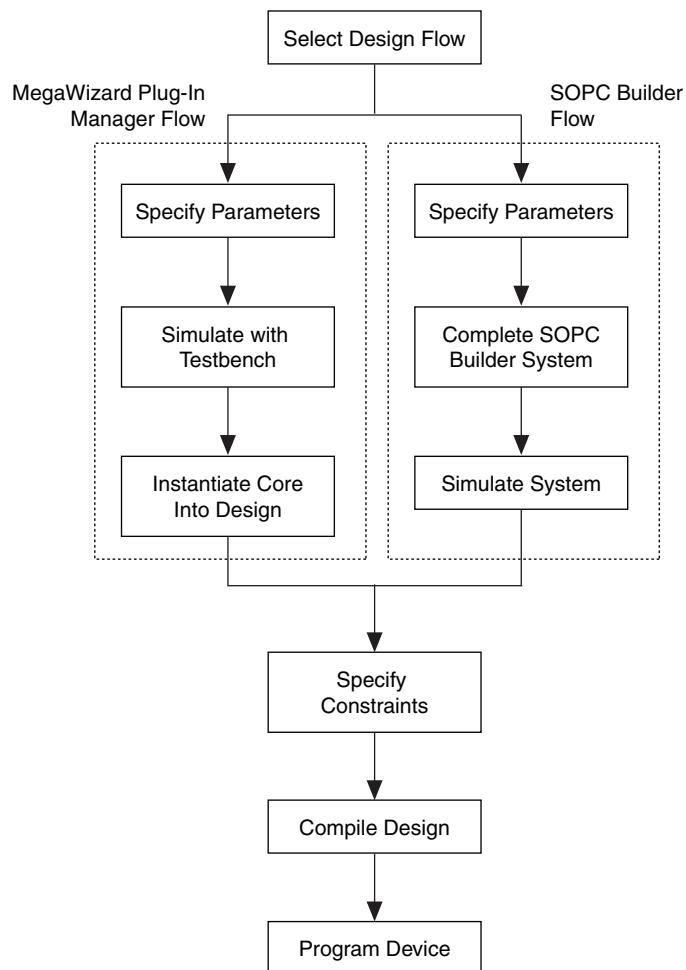 Select Design Flow
MegaWizard Plug-In
Manager Flow
SOPC Builder
Flow
Specify Parameters
Specify Parameters
Simulate with
Testbench
Complete SOPC
Builder System
Instantiate Core
Into Design
Simulate System
Specify
Constraints
Compile Design
Program Device